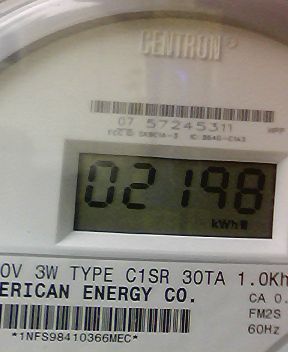 CENTRON®
07 57245311
02198
kWh
0V 3W TYPE C1SR 30TA 1.0Kh
ERICAN ENERGY CO.
CA 0.
FM2S
60Hz
*1NFS98410366MEC*